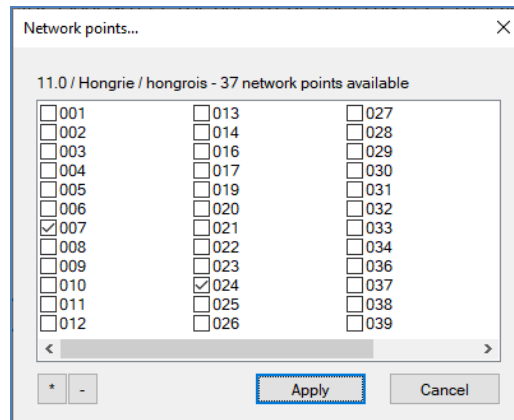 Network points...
11.0 / Hongrie / hongrois - 37 network points available
001 013 027
002 014 028
003 016 029
004 017 030
005 019 031
006 020 032
007 021 033
008 022 034
009 023 036
010 024 037
011 025 038
012 026 039
* - Apply Cancel